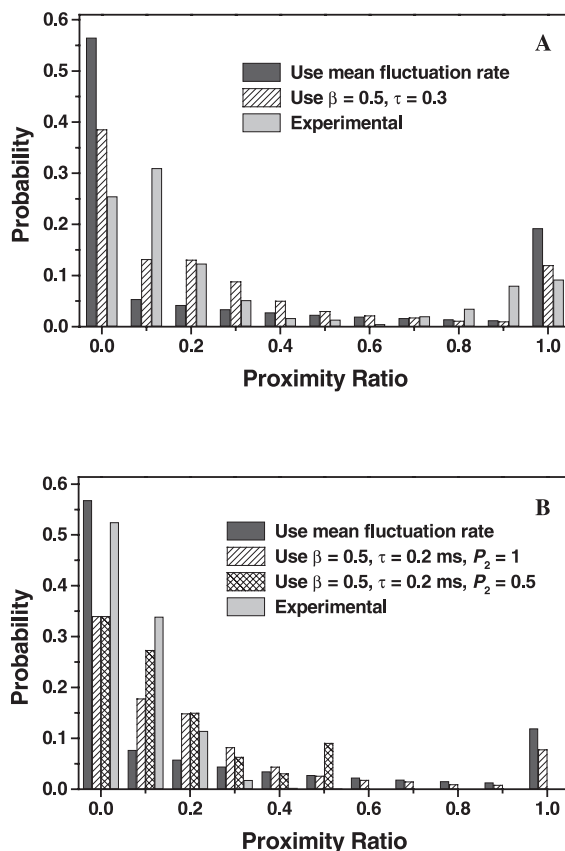 A
Use mean fluctuation rate
Use β = 0.5, τ = 0.3
Experimental
Probability
0.6
0.5
0.4
0.3
0.2
0.1
0.0
0.0 0.2 0.4 0.6 0.8 1.0
Proximity Ratio
B
Use mean fluctuation rate
Use β = 0.5, τ = 0.2 ms, P₂ = 1
Use β = 0.5, τ = 0.2 ms, P₂ = 0.5
Experimental
Probability
0.6
0.5
0.4
0.3
0.2
0.1
0.0
0.0 0.2 0.4 0.6 0.8 1.0
Proximity Ratio